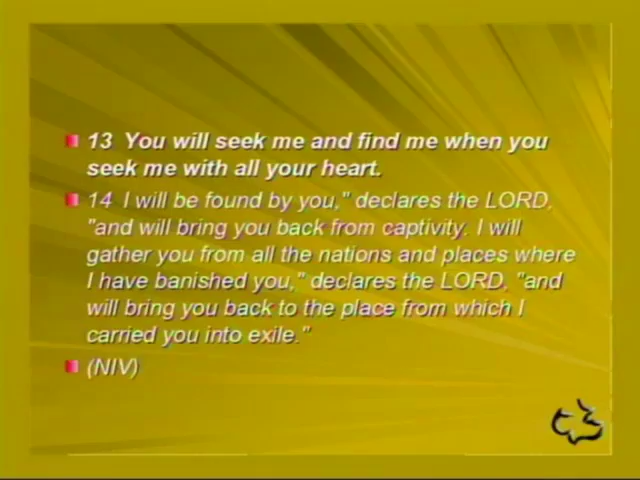 13 You will seek me and find me when you
seek me with all your heart.
14 I will be found by you," declares the LORD,
"and will bring you back from captivity. I will
gather you from all the nations and places where
I have banished you," declares the LORD, "and
will bring you back to the place from which I
carried you into exile."
(NIV)